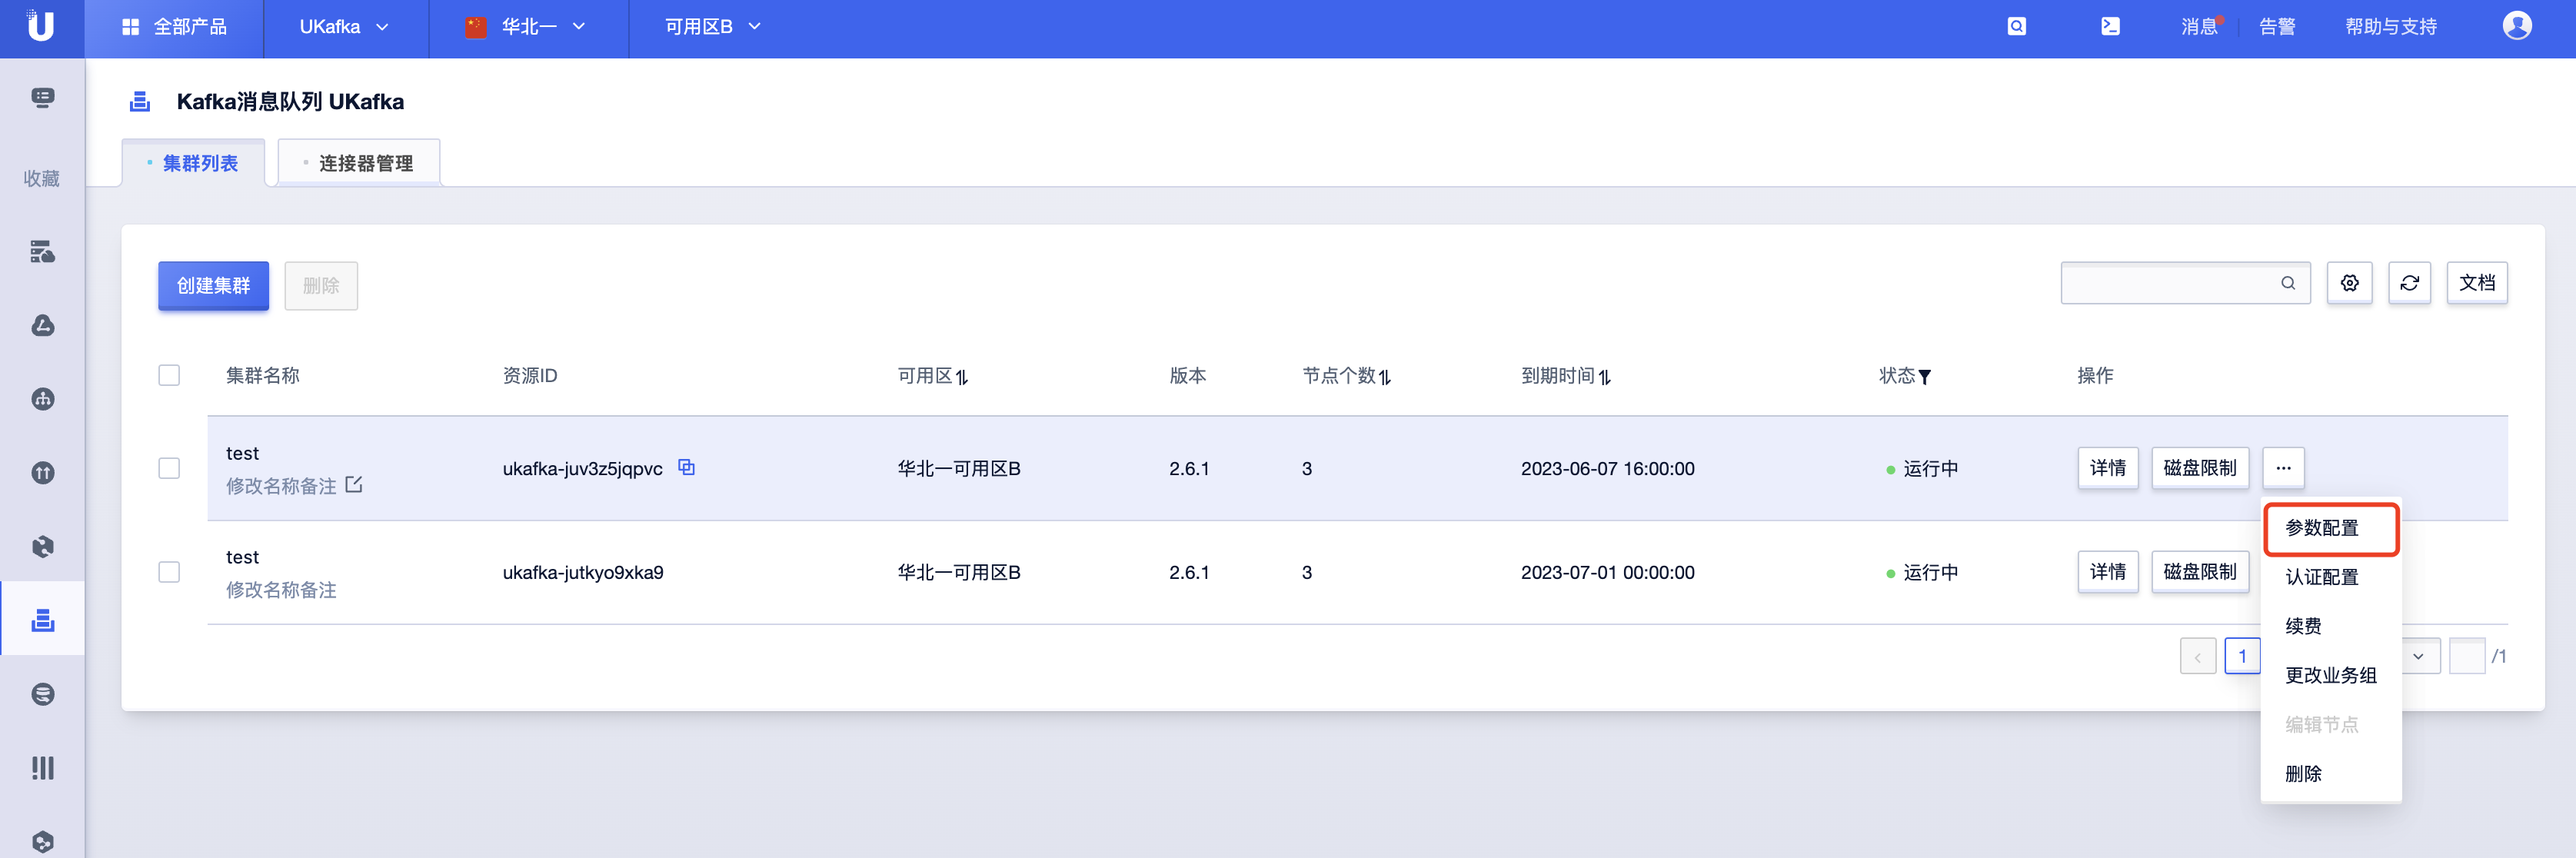 全部产品 UKafka 华北一 可用区B 消息 告警 帮助与支持
收藏
Kafka消息队列 UKafka
集群列表 连接器管理
创建集群 删除 文档
集群名称 资源ID 可用区 版本 节点个数 到期时间 状态 操作
test
修改名称备注
ukafka-juv3z5jqpvc 华北一可用区B 2.6.1 3 2023-06-07 16:00:00 运行中 详情 磁盘限制 ...
test
修改名称备注
ukafka-jutkyo9xka9 华北一可用区B 2.6.1 3 2023-07-01 00:00:00 运行中 详情 磁盘限制
参数配置
认证配置
续费
更改业务组
编辑节点
删除
1 /1